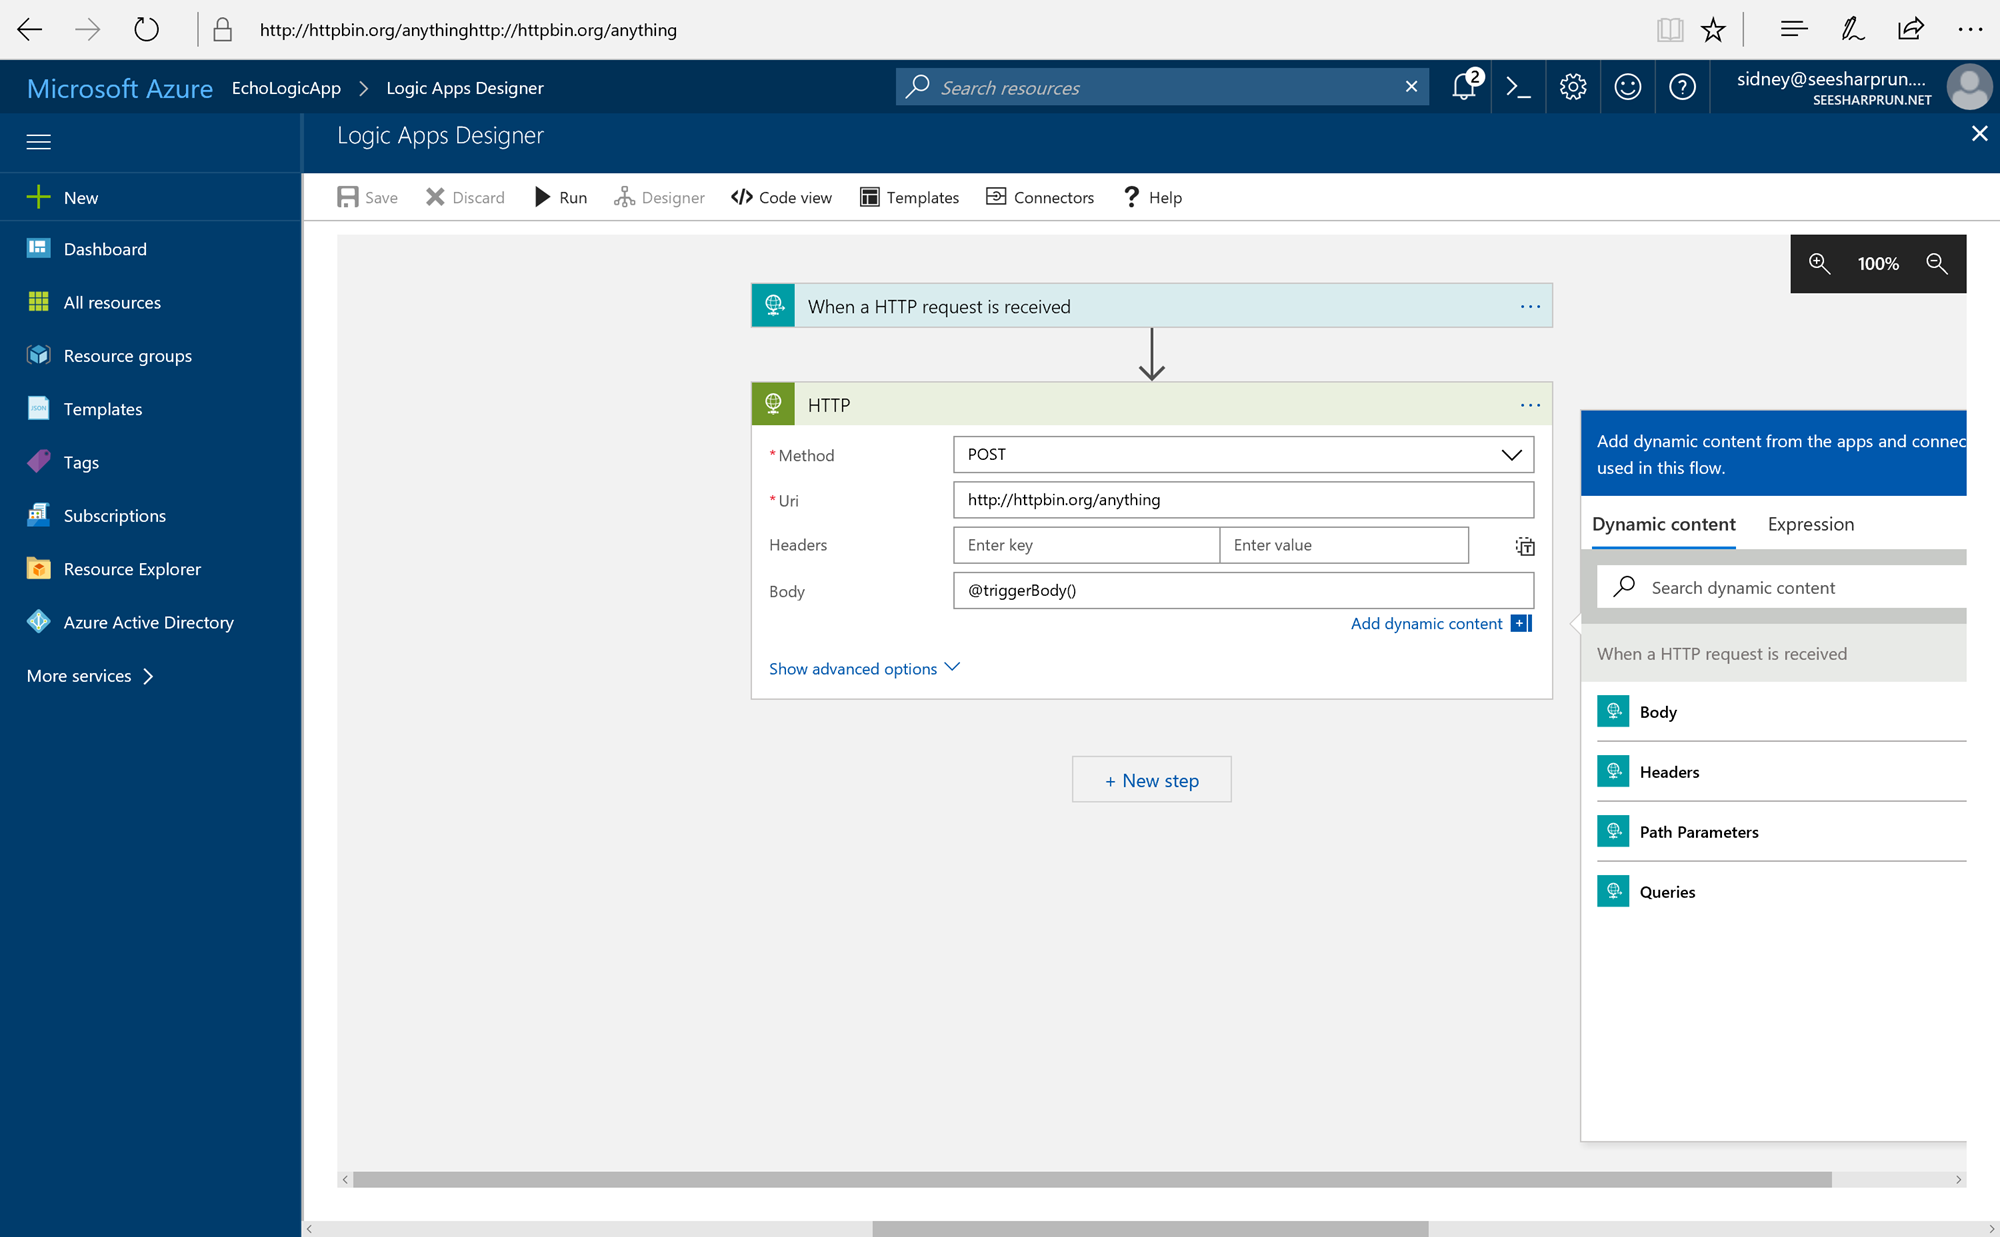 http://httpbin.org/anythinghttp://httpbin.org/anything
Microsoft Azure EchoLogicApp > Logic Apps Designer
Search resources
2
sidney@seesharprun....
SEESHARPRUN.NET
Logic Apps Designer
New
Dashboard
All resources
Resource groups
Templates
JSON
Tags
Subscriptions
Resource Explorer
Azure Active Directory
More services
Save Discard Run Designer Code view Templates Connectors ? Help
100%
When a HTTP request is received ...
HTTP ...
* Method POST
* Uri http://httpbin.org/anything
Headers Enter key Enter value
Body @triggerBody()
Add dynamic content
Show advanced options
+ New step
Add dynamic content from the apps and connec
used in this flow.
Dynamic content Expression
Search dynamic content
When a HTTP request is received
Body
Headers
Path Parameters
Queries